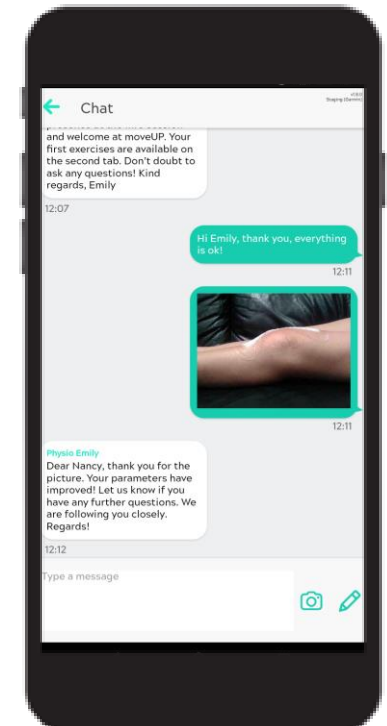 Chat
Staging (Gemini)
and welcome at moveUP. Your
first exercises are available on
the second tab. Don't doubt to
ask any questions! Kind
regards, Emily
12:07
Hi Emily, thank you, everything
is ok!
12:11
12:11
Physio Emily
Dear Nancy, thank you for the
picture. Your parameters have
improved! Let us know if you
have any further questions. We
are following you closely.
Regards!
12:12
Type a message